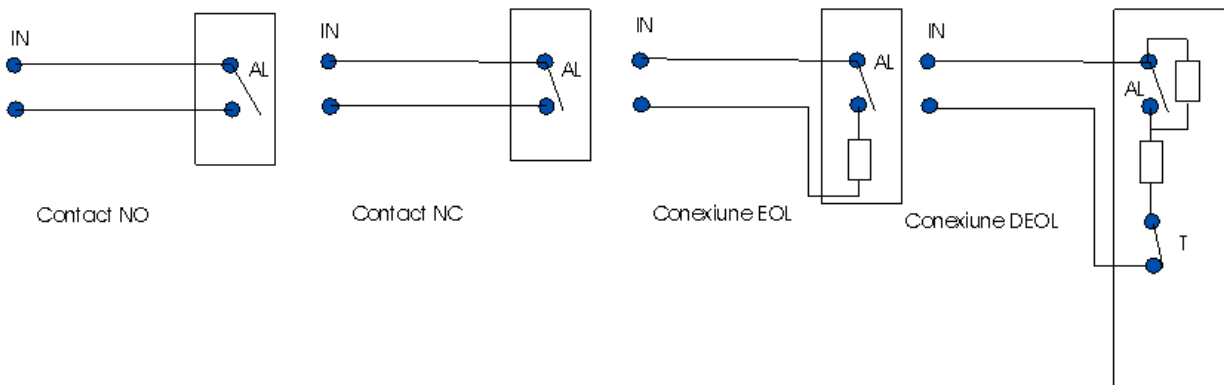 IN
AL
Contact NO
IN
AL
Contact NC
IN
AL
Conexiune EOL
IN
AL
T
Conexiune DEOL